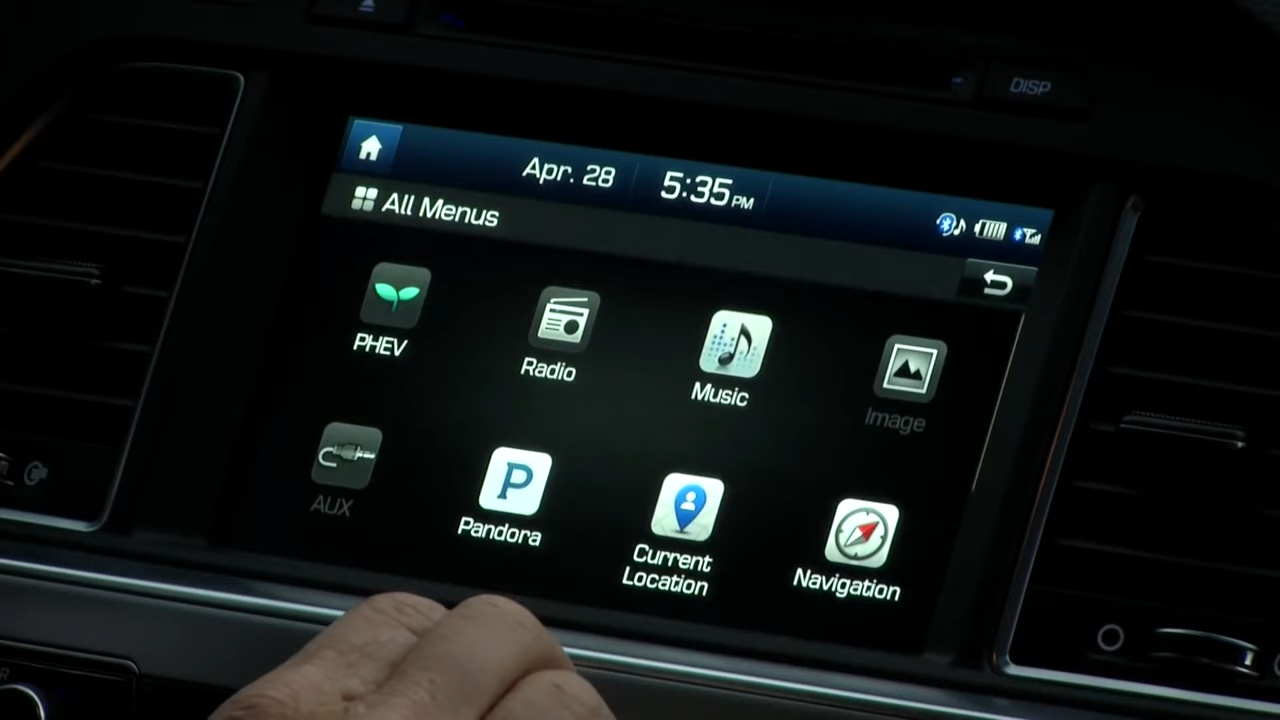 DISP
Apr. 28 5:35 PM
All Menus
PHEV
Radio
Music
Image
AUX
P
Pandora
Current
Location
Navigation